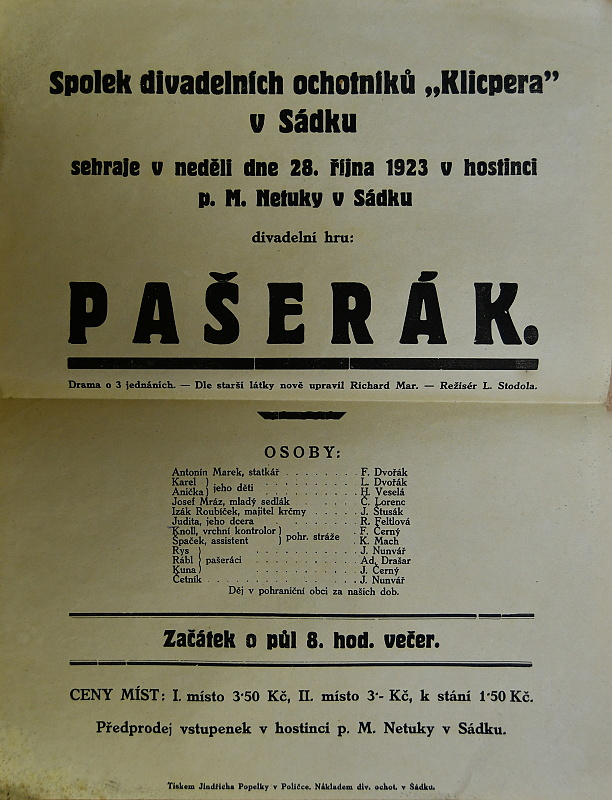 Spolek divadelních ochotníků „Klicpera”
v Sádku
sehraje v neděli dne 28. října 1923 v hostinci
p. M. Netuky v Sádku
divadelní hru:
PAŠERÁK.
Drama o 3 jednáních. — Dle starší látky nově upravil Richard Mar. — Režisér L. Stodola.
OSOBY:
Antonín Marek, statkář . . . . . . . . F. Dvořák
Karel } jeho děti . . . . . . . . . . L. Dvořák
Anička } . . . . . . . . . . H. Veselá
Josef Mráz, mladý sedlák . . . . . . . Č. Lorenc
Izák Roubíček, majitel krčmy . . . . . J. Štusák
Judita, jeho dcera . . . . . . . . . . R. Feltlová
Knoll, vrchní kontrolor } pohr. stráže F. Černý
Špaček, assistent } K. Mach
Rys } . . . . . . . . . . J. Nunvář
Rábl } pašeráci . . . . . . . . . . Ad. Drašar
Kuna } . . . . . . . . . . J. Černý
Četník . . . . . . . . . . J. Nunvář
Děj v pohraniční obci za našich dob.
Začátek o půl 8. hod. večer.
CENY MÍST: I. místo 3·50 Kč, II. místo 3·- Kč, k stání 1·50 Kč.
Předprodej vstupenek v hostinci p. M. Netuky v Sádku.
Tiskem Jindřicha Popelky v Poličce. Nákladem div. ochot. v Sádku.